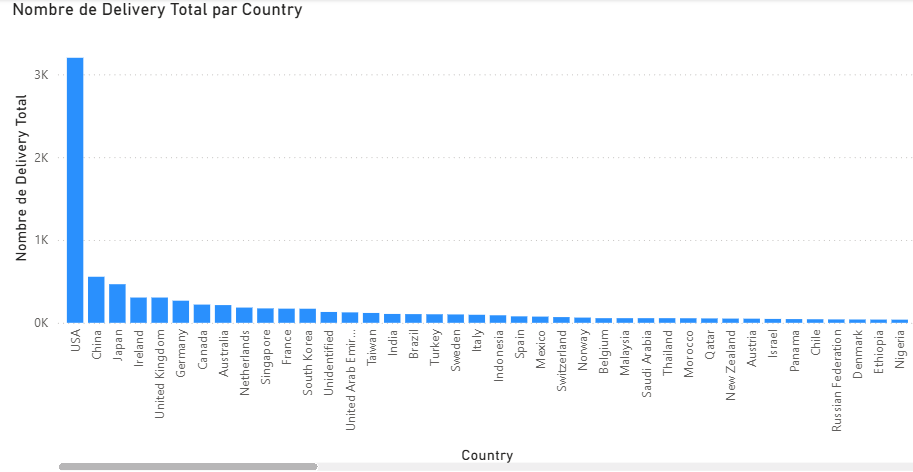 Nombre de Delivery Total par Country
Nombre de Delivery Total
3K
2K
1K
0K
USA
China
Japan
Ireland
United Kingdom
Germany
Canada
Australia
Netherlands
Singapore
France
South Korea
Unidentified
United Arab Emir...
Taiwan
India
Brazil
Turkey
Sweden
Italy
Indonesia
Spain
Mexico
Switzerland
Norway
Belgium
Malaysia
Saudi Arabia
Thailand
Morocco
Qatar
New Zealand
Austria
Israel
Panama
Chile
Russian Federation
Denmark
Ethiopia
Nigeria
Country